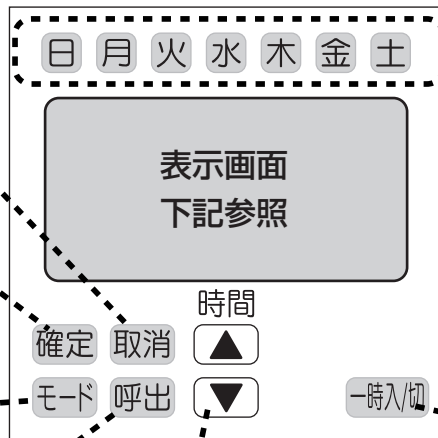 日 月 火 水 木 金 土
表示画面
下記参照
時間
確定 取消 ▲
モード 呼出 ▼ 一時入/切